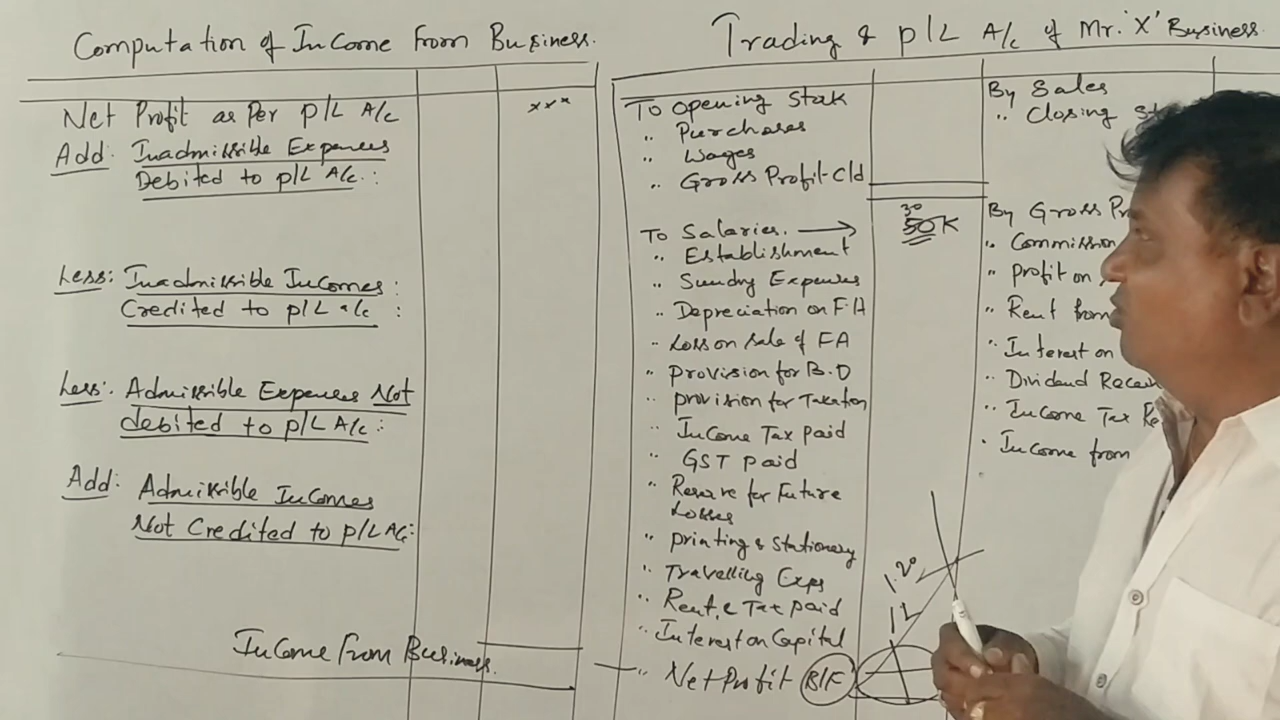 Computation of Income From Business.
Net Profit as Per P/L A/c
xxx
Add: Inadmissible Expenses
Debited to P/L A/c.:
Less: Inadmissible Incomes:
Credited to P/L a/c :
Less: Admissible Expenses Not
debited to P/L A/c:
Add: Admissible Incomes
Not Credited to P/L A/c:
Income from Business.
Trading & P/L A/c of Mr. 'X' Business.
To Opening Stock
" Purchases
" Wages
" Gross Profit C/d
To Salaries. → 30 50K
" Establishment
" Sundry Expenses
" Depreciation on FA
" Loss on Sale of FA
" Provision for B.D
" Provision for Taxation
" Income Tax Paid
" GST Paid
" Reserve for Future
Losses
" Printing & Stationery
" Travelling Exps
" Rent & Tax paid
" Interest on Capital
" Net Profit B/F
1.20
1L
By Sales
" Closing
By Gross
" Commission
" Profit on
" Rent from
" Interest on
" Dividend
" Income Tax
" Income from